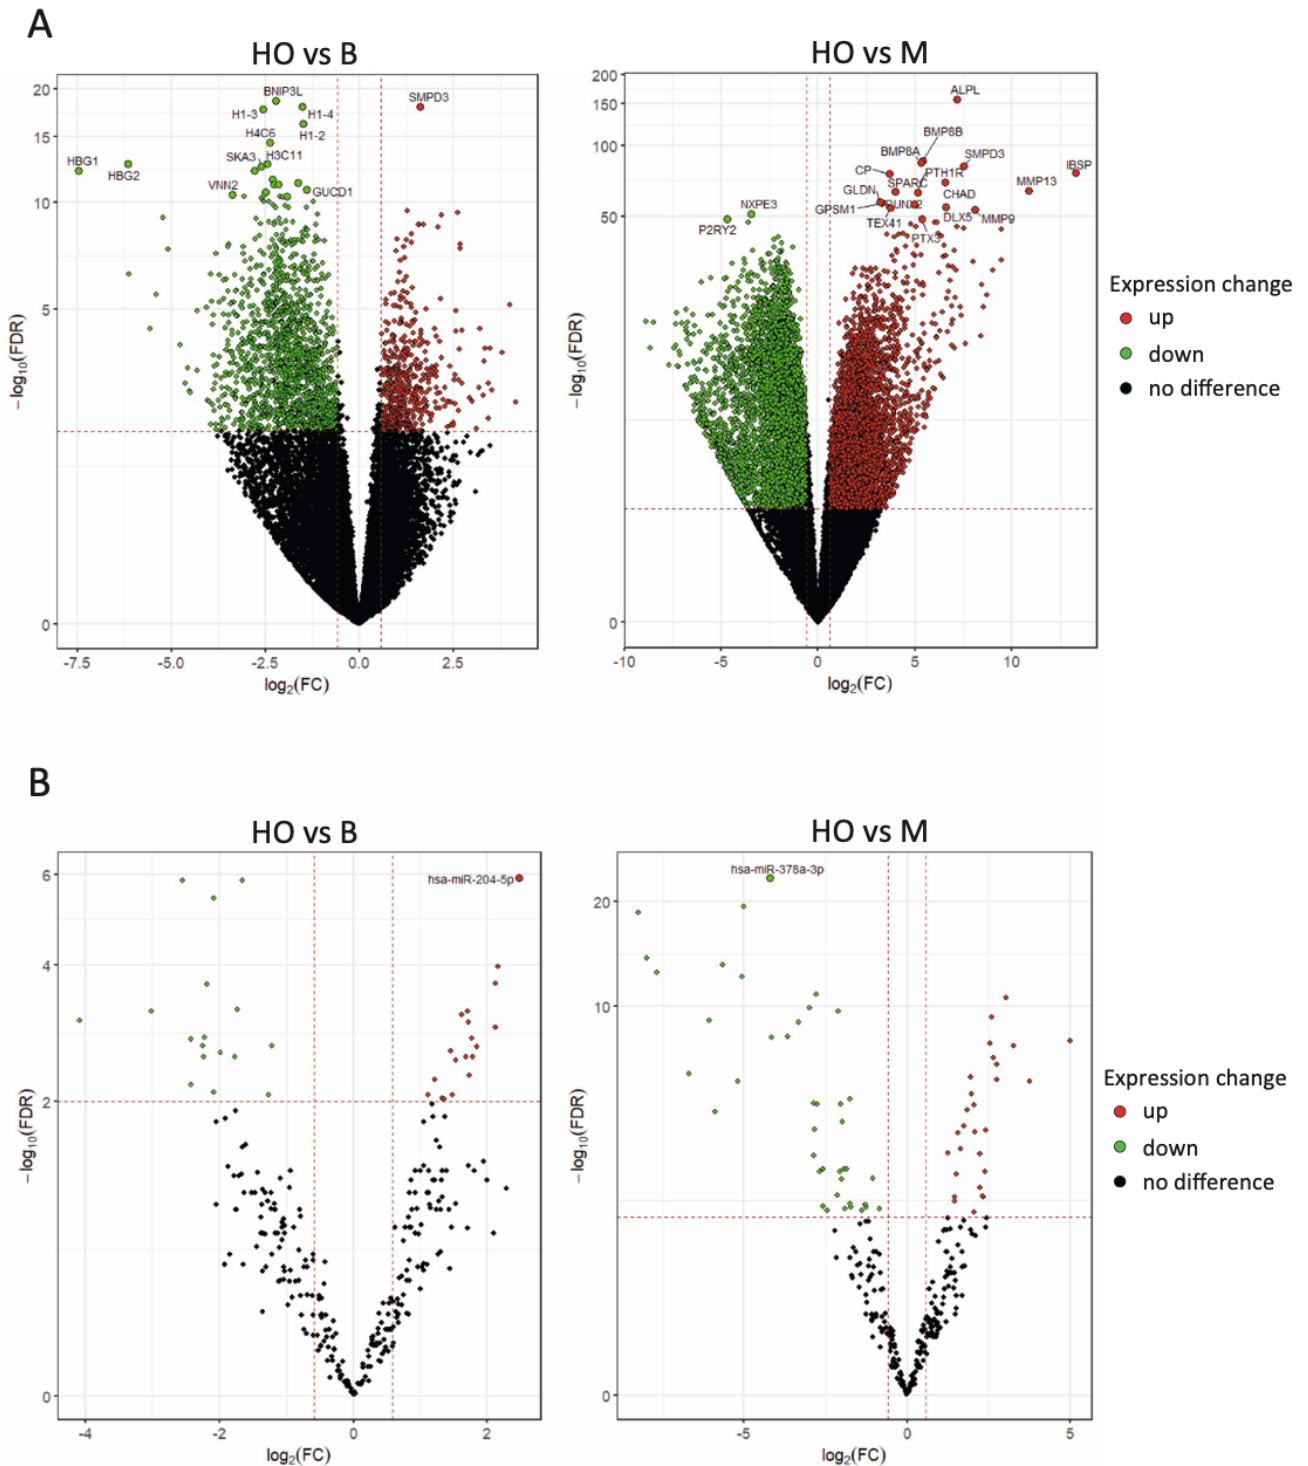 A
HO vs B
HO vs M
20
15
10
5
0
-7.5
-5.0
-2.5
0.0
2.5
log2(FC)
−log10(FDR)
BNIP3L
SMPD3
H1-3
H1-4
H1-2
H4C6
H3C11
SKA3
HBG1
HBG2
VNN2
GUCD1
200
150
100
50
0
-10
-5
0
5
10
log2(FC)
−log10(FDR)
ALPL
BMP8B
BMP8A
SMPD3
IBSP
CP
PTH1R
MMP13
GLDN
SPARC
CHAD
GPSM1
RUNX2
TEX41
DLX5
MMP9
PTX3
NXPE3
P2RY2
Expression change
up
down
no difference
B
HO vs B
HO vs M
6
4
2
0
-4
-2
0
2
log2(FC)
−log10(FDR)
hsa-miR-204-5p
20
10
0
-5
0
5
log2(FC)
−log10(FDR)
hsa-miR-378a-3p
Expression change
up
down
no difference